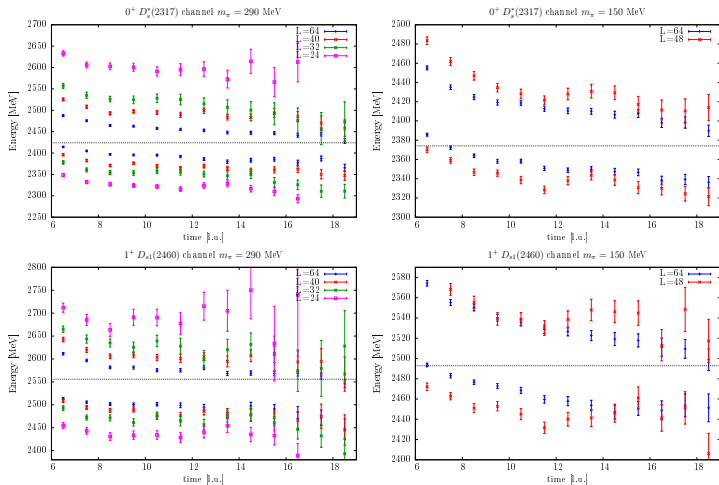 0⁺ D*ₛ(2317) channel mπ = 290 MeV
Energy [MeV]
2700
2650
2600
2550
2500
2450
2400
2350
2300
2250
2200
L=64
L=40
L=32
L=24
6 8 10 12 14 16 18
time [l.u.]
0⁺ D*ₛ(2317) channel mπ = 150 MeV
Energy [MeV]
2500
2480
2460
2440
2420
2400
2380
2360
2340
2320
2300
L=64
L=48
6 8 10 12 14 16 18
time [l.u.]
1⁺ Dₛ₁(2460) channel mπ = 290 MeV
Energy [MeV]
2800
2750
2700
2650
2600
2550
2500
2450
2400
L=64
L=40
L=32
L=24
6 8 10 12 14 16 18
time [l.u.]
1⁺ Dₛ₁(2460) channel mπ = 150 MeV
Energy [MeV]
2580
2560
2540
2520
2500
2480
2460
2440
2420
2400
L=64
L=48
6 8 10 12 14 16 18
time [l.u.]